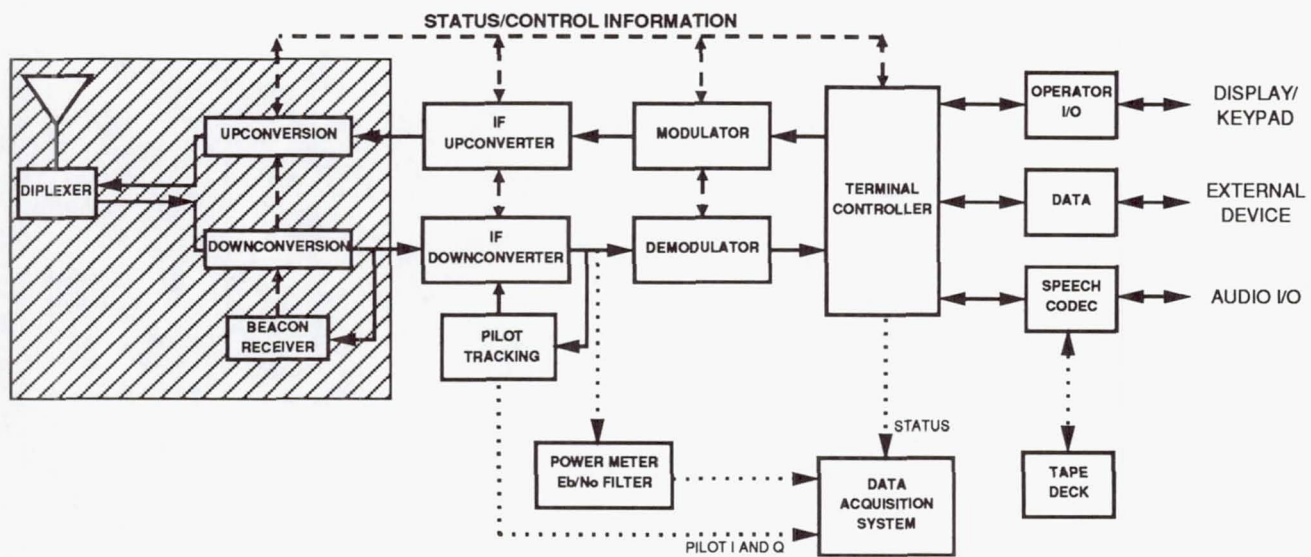 STATUS/CONTROL INFORMATION
UPCONVERSION
IF
UPCONVERTER
MODULATOR
TERMINAL
CONTROLLER
OPERATOR
I/O
DISPLAY/
KEYPAD
DIPLEXER
DOWNCONVERSION
IF
DOWNCONVERTER
DEMODULATOR
DATA
EXTERNAL
DEVICE
BEACON
RECEIVER
PILOT
TRACKING
SPEECH
CODEC
AUDIO I/O
STATUS
POWER METER
Eb/No FILTER
DATA
ACQUISITION
SYSTEM
TAPE
DECK
PILOT I AND Q